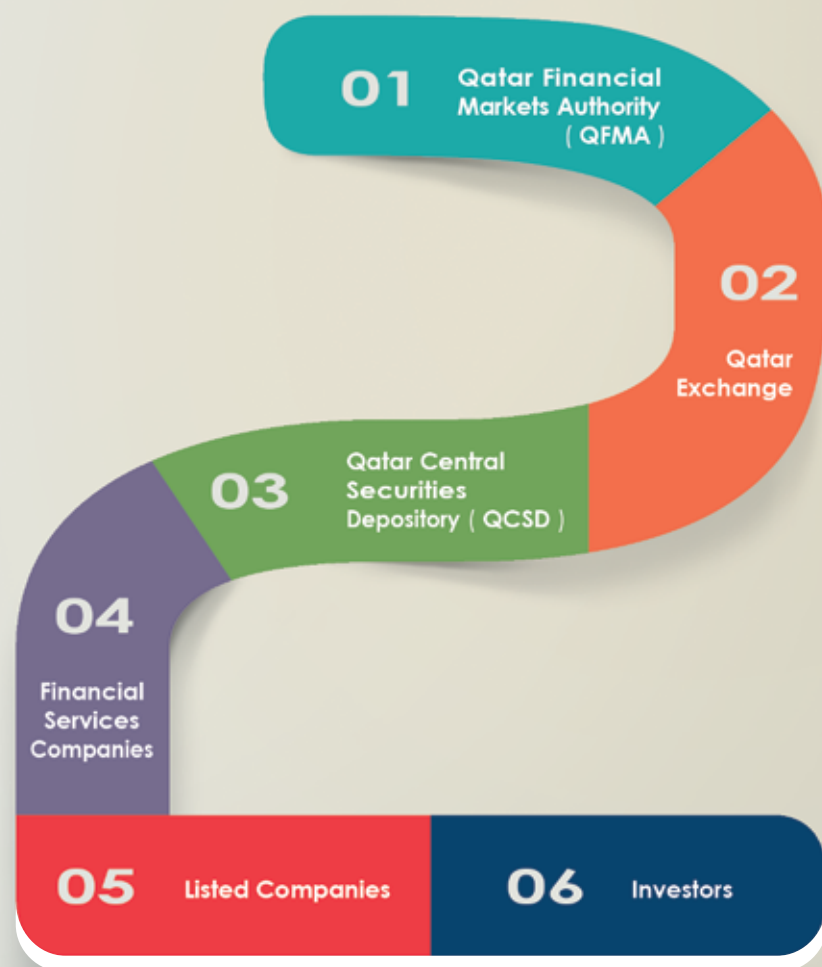 01
Qatar Financial
Markets Authority
( QFMA )
02
Qatar
Exchange
03
Qatar Central
Securities
Depository ( QCSD )
04
Financial
Services
Companies
05 Listed Companies
06 Investors